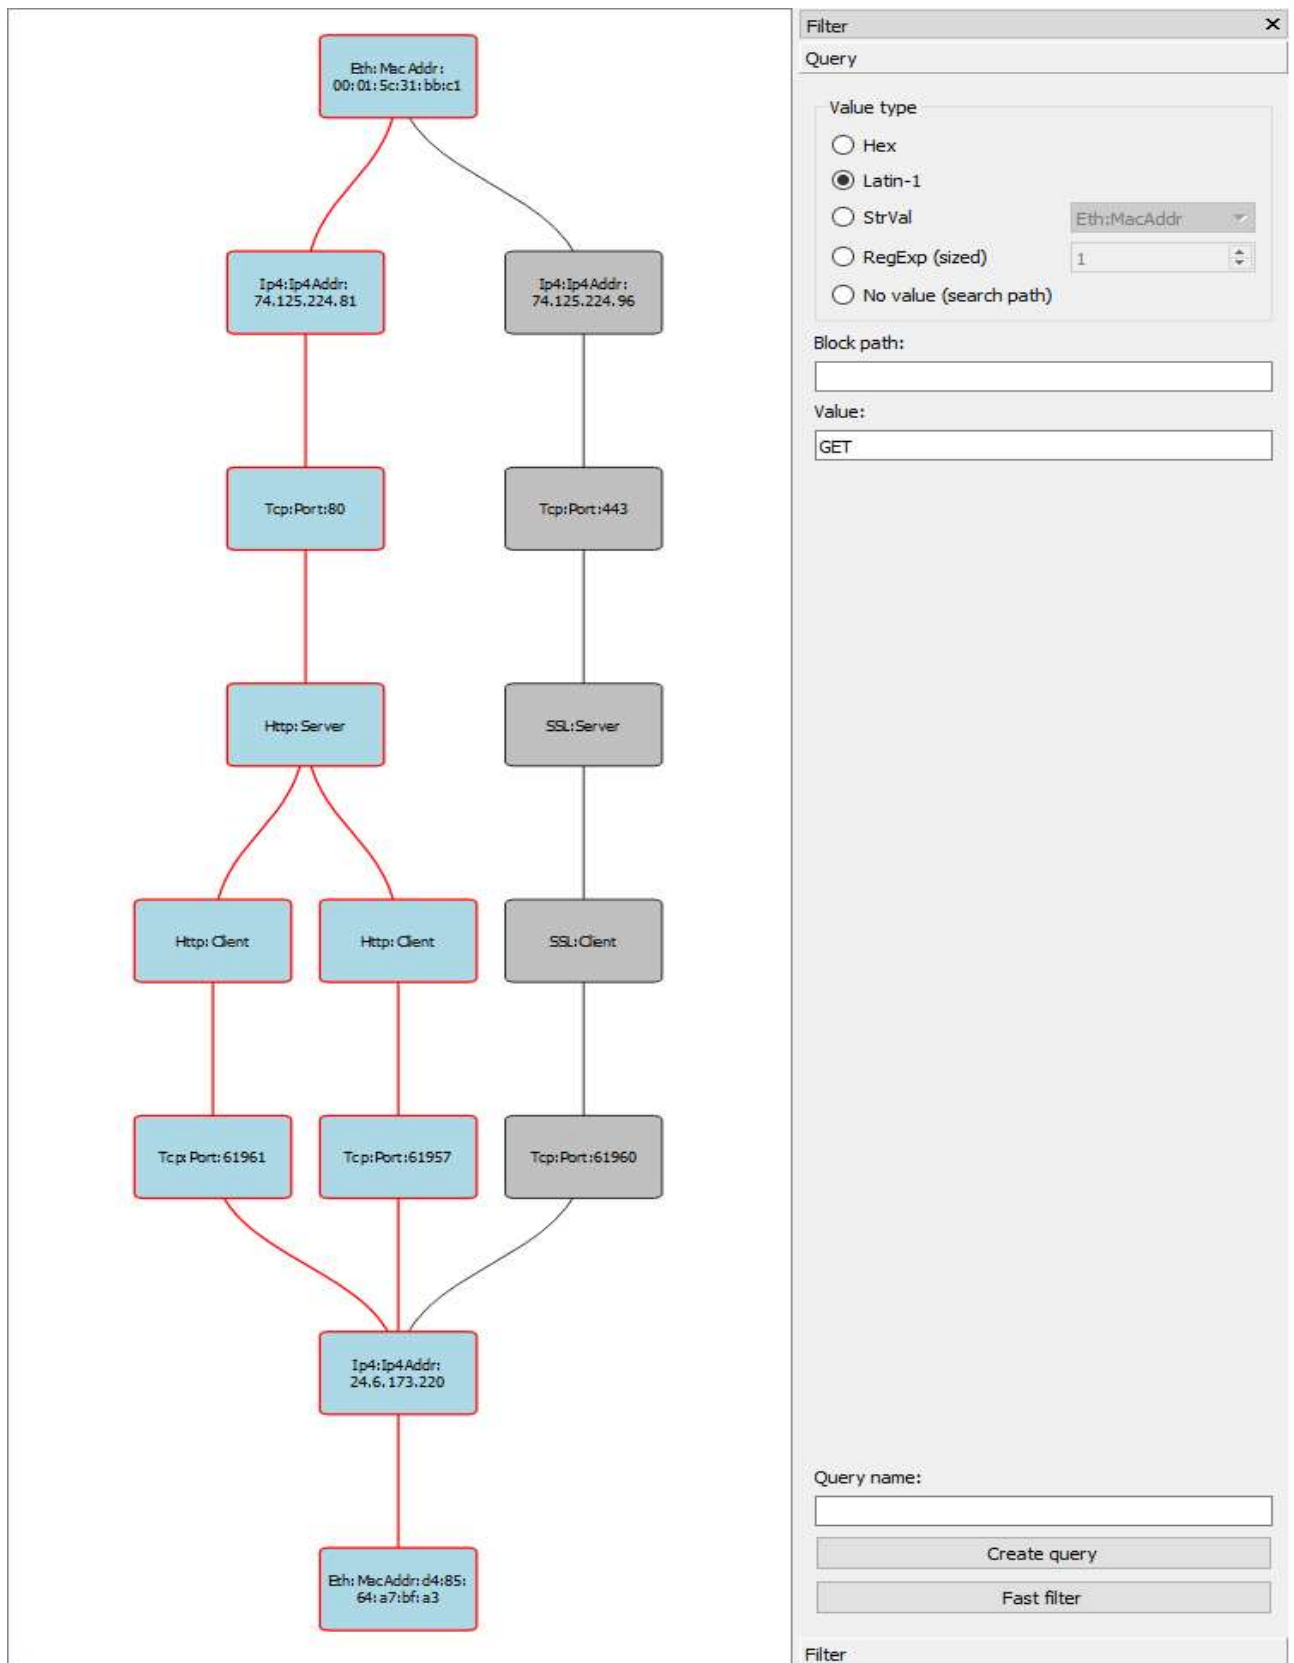 Eth:MacAddr:
00:01:5c:31:bb:c1
Ip4:Ip4Addr:
74.125.224.81
Ip4:Ip4Addr:
74.125.224.96
Tcp:Port:80
Tcp:Port:443
Http:Server
SSL:Server
Http:Client
Http:Client
SSL:Client
Tcp:Port:61961
Tcp:Port:61957
Tcp:Port:61960
Ip4:Ip4Addr:
24.6.173.220
Eth:MacAddr:d4:85:
64:a7:bf:a3
Filter
Query
Value type
Hex
Latin-1
StrVal
Eth:MacAddr
RegExp (sized)
1
No value (search path)
Block path:
Value:
GET
Query name:
Create query
Fast filter
Filter